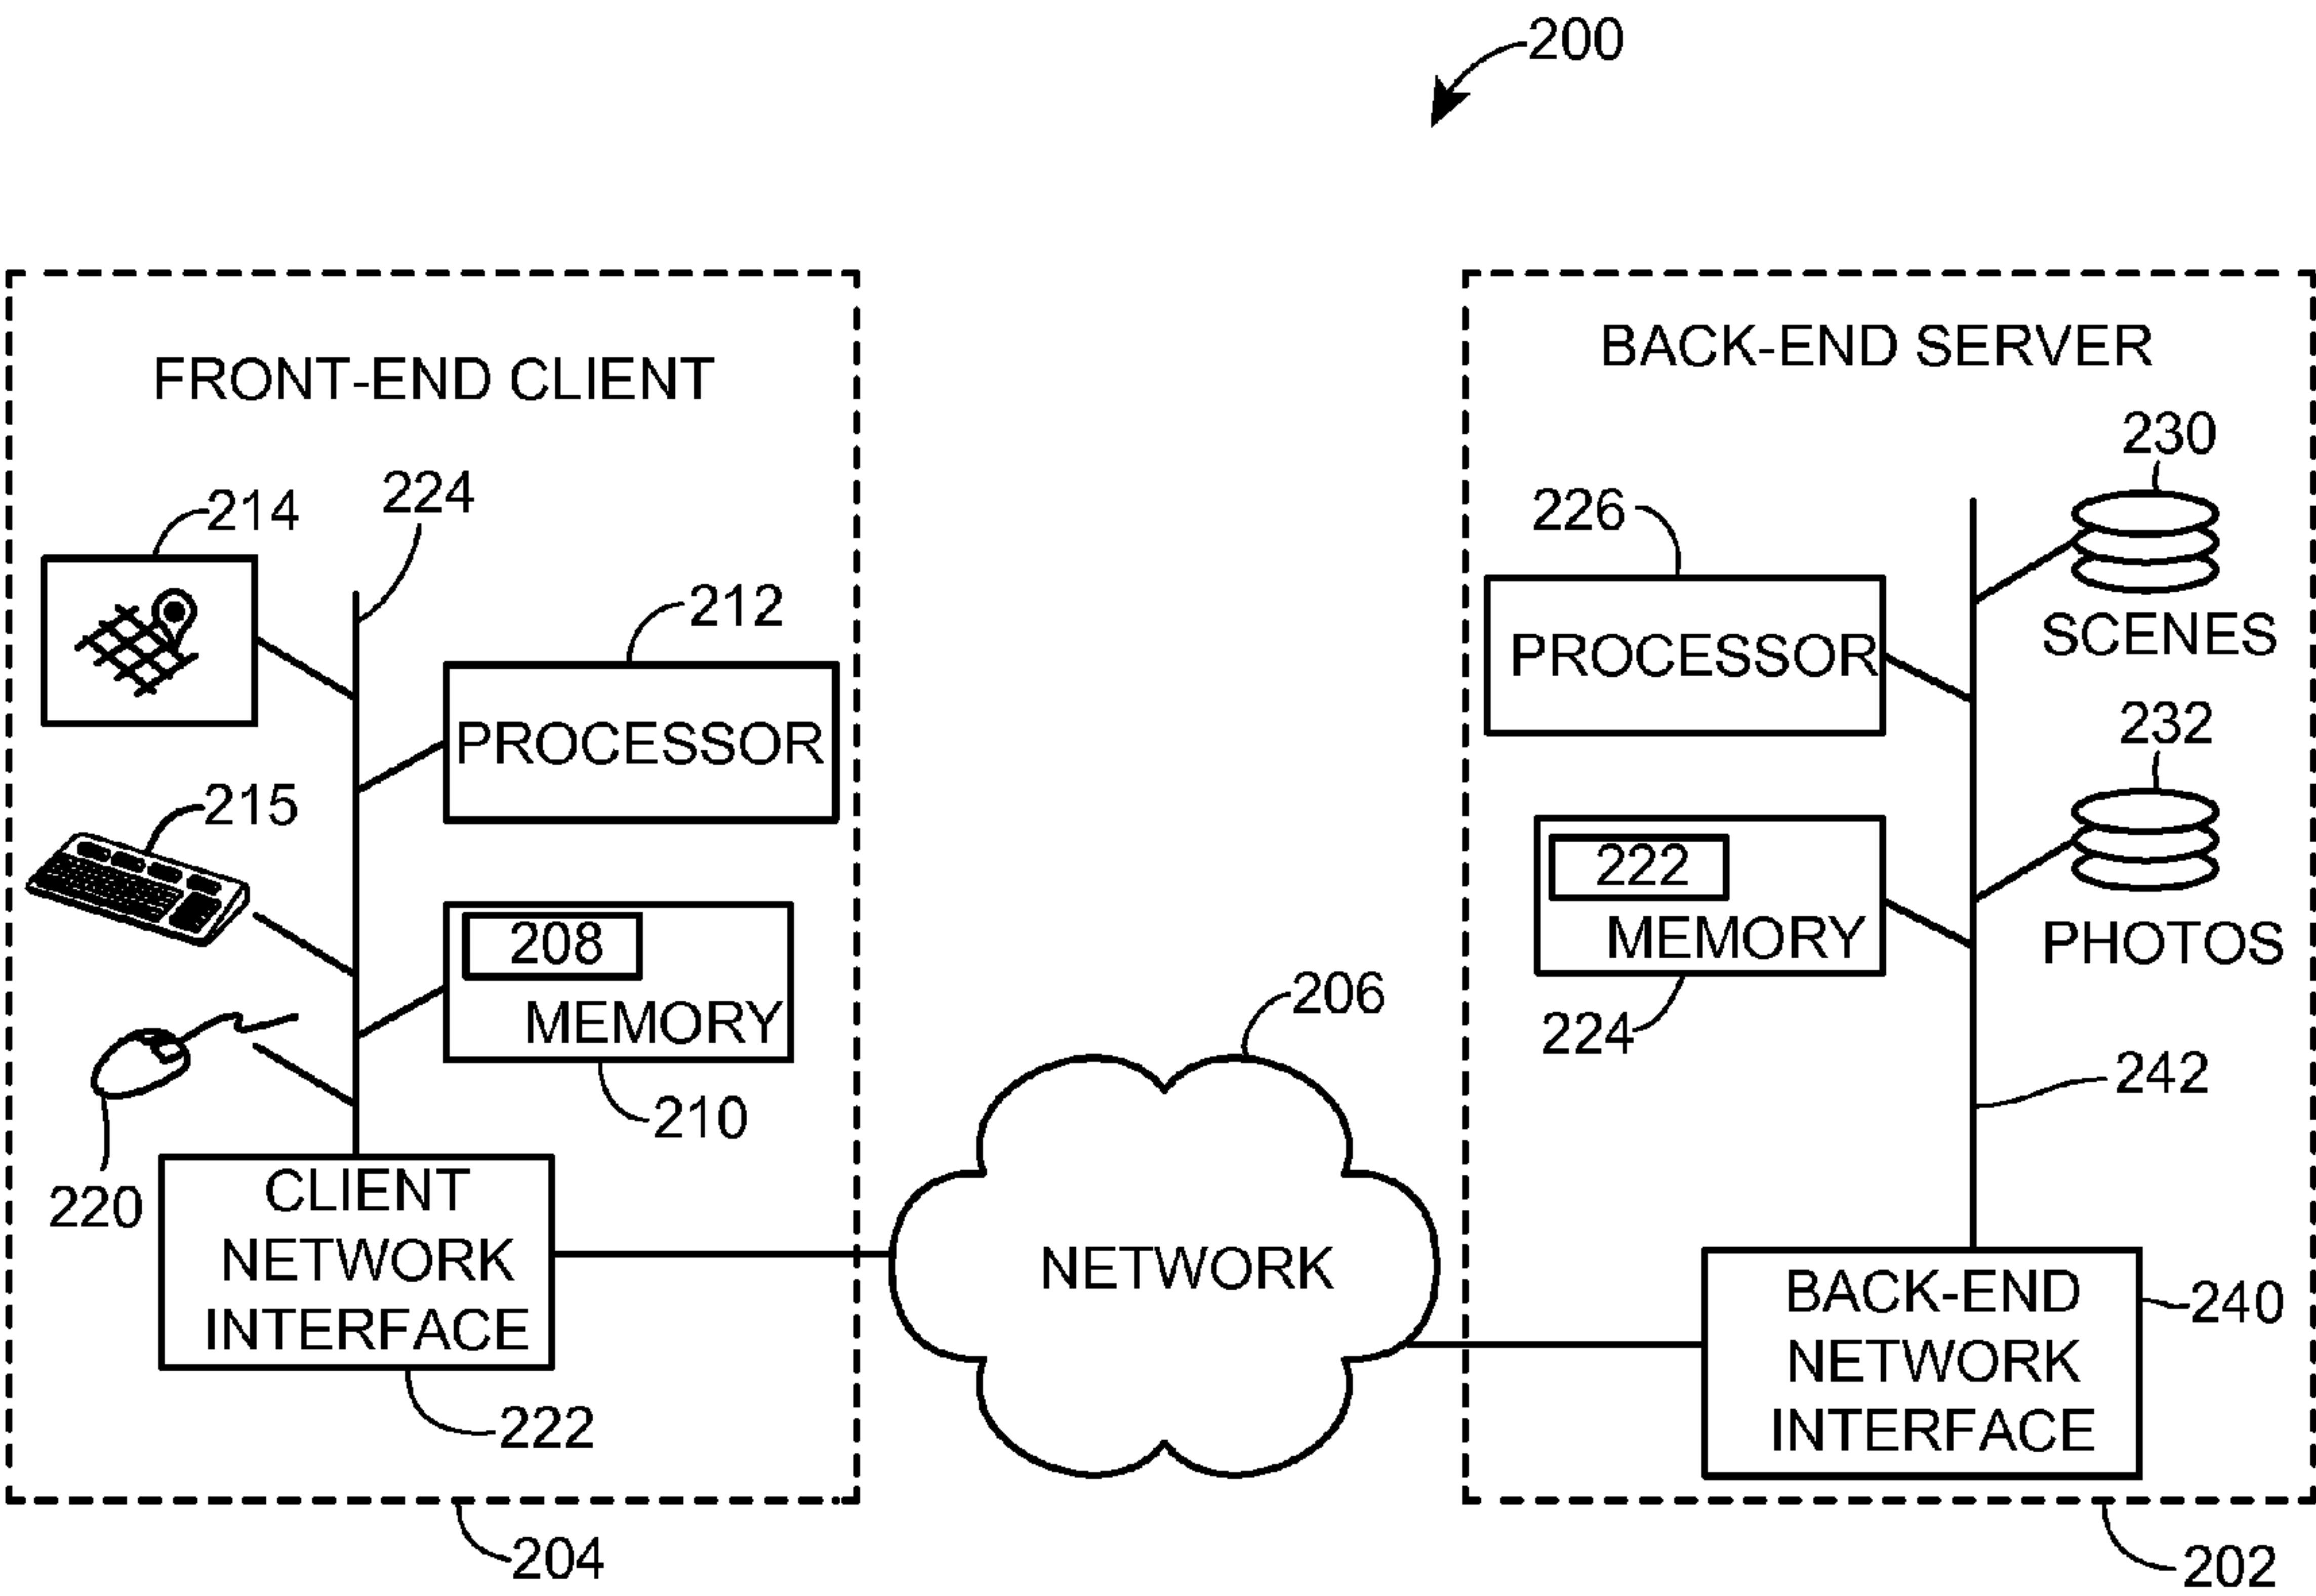 200
FRONT-END CLIENT
224
214
212
PROCESSOR
215
208
MEMORY
210
220
CLIENT
NETWORK
INTERFACE
222
204
206
NETWORK
BACK-END SERVER
230
226
SCENES
PROCESSOR
232
222
MEMORY
PHOTOS
224
242
BACK-END
240
NETWORK
INTERFACE
202